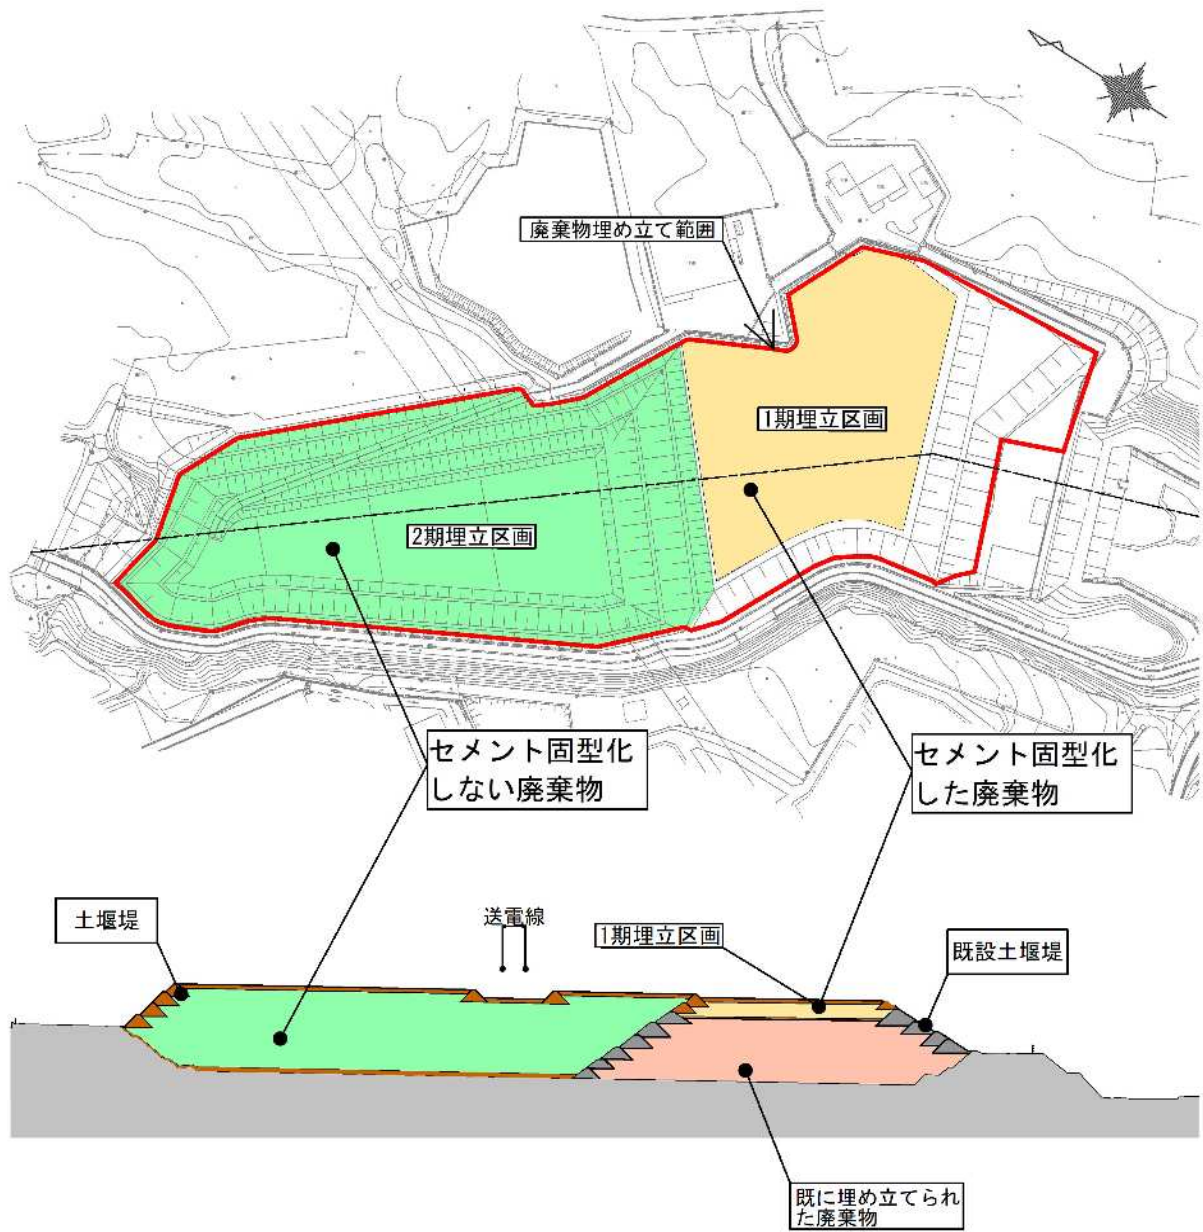 廃棄物埋め立て範囲
1期埋立区画
2期埋立区画
セメント固型化
しない廃棄物
セメント固型化
した廃棄物
土堰堤
送電線
1期埋立区画
既設土堰堤
既に埋め立てられ
た廃棄物